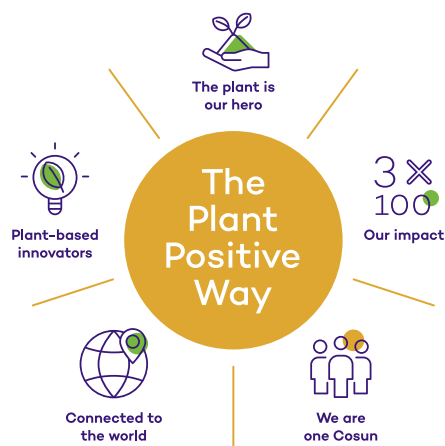 The plant is
our hero
3 ×
100
Our impact
Plant-based
innovators
The
Plant
Positive
Way
Connected to
the world
We are
one Cosun